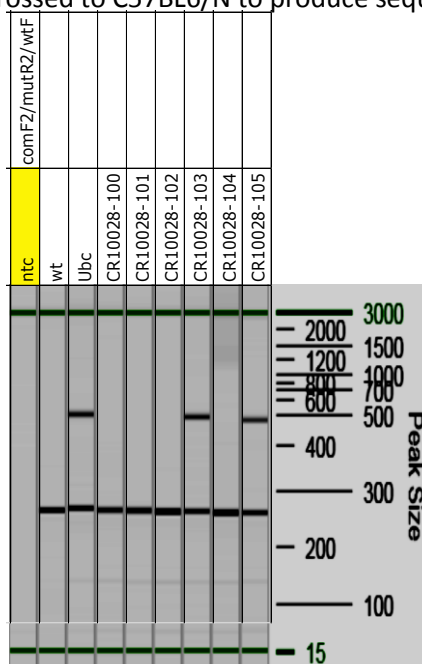 rossed to C57BL6/N to produce sequ
comF2/mutR2/wtF
ntc
wt
Ubc
CR10028-100
CR10028-101
CR10028-102
CR10028-103
CR10028-104
CR10028-105
3000
2000
1500
1200
1000
800
700
600
500
400
300
200
100
15
Peak Size